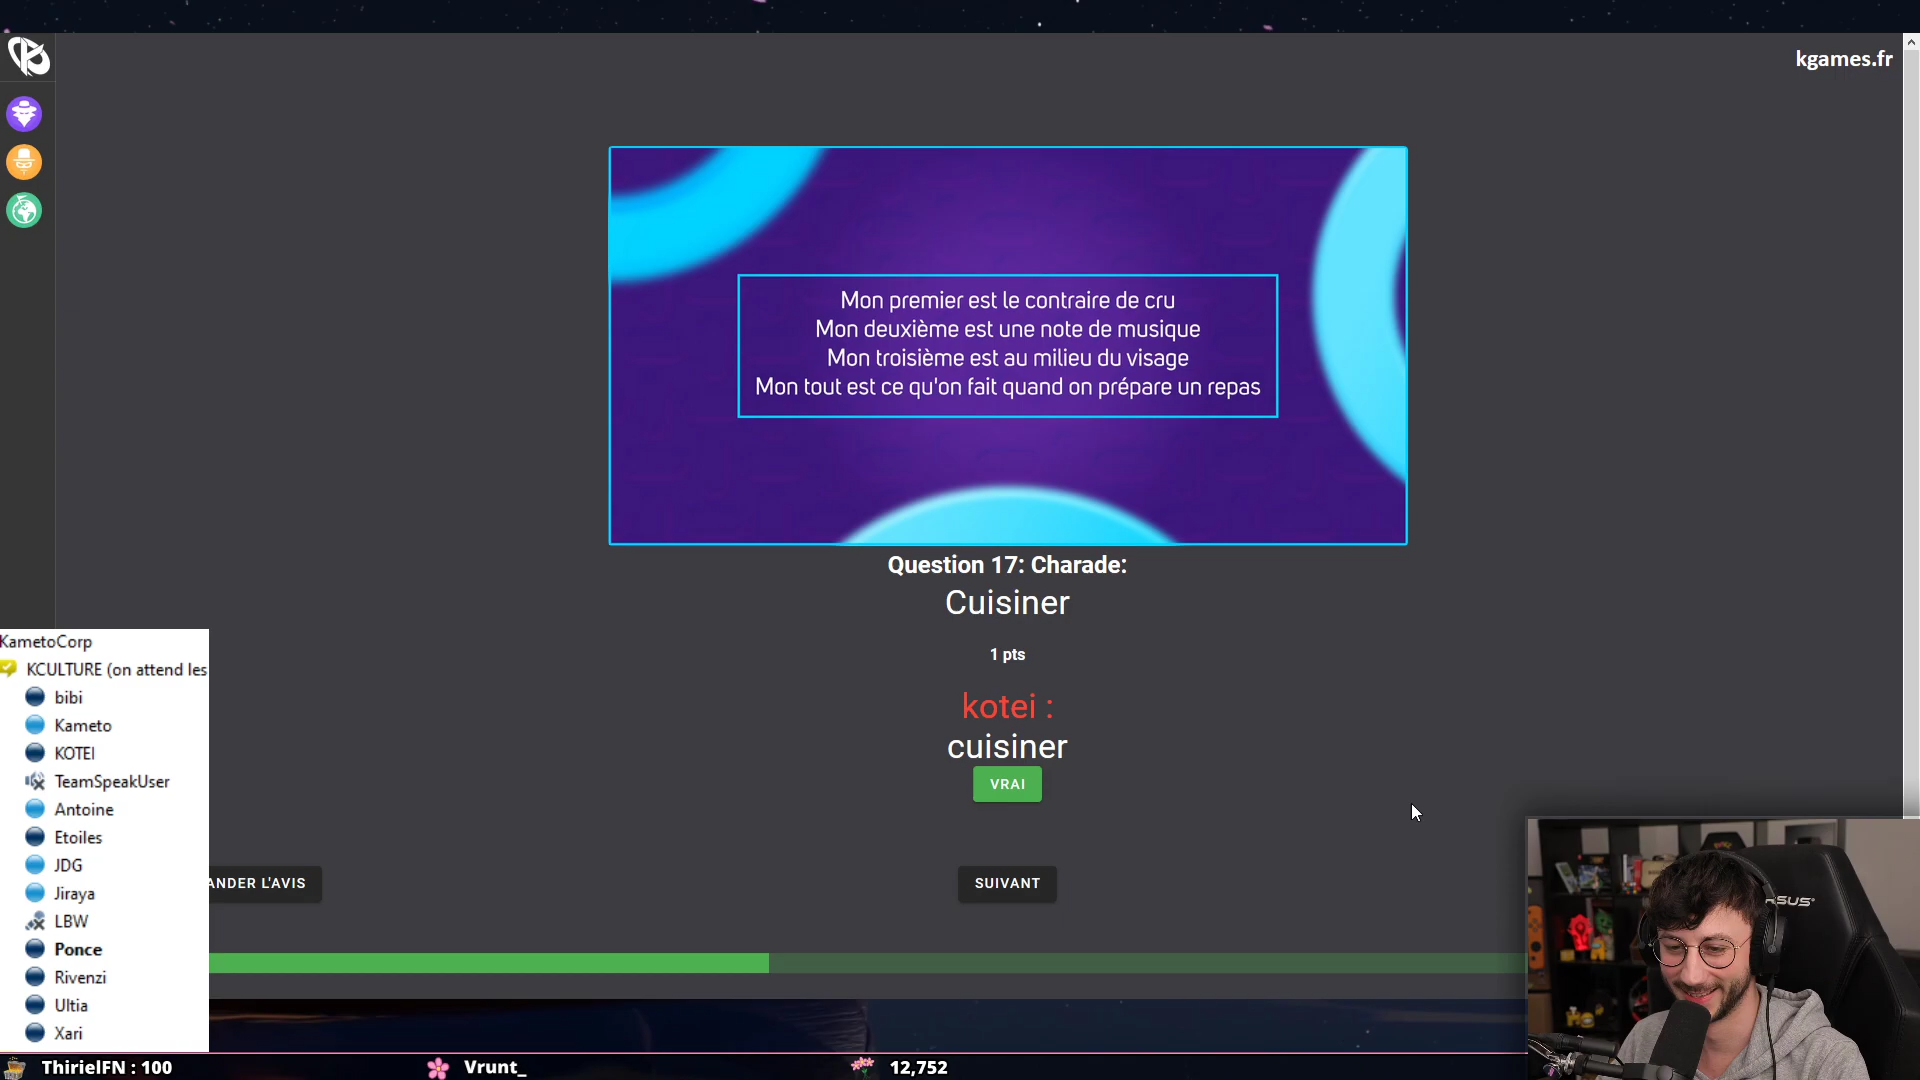 kgames.fr
Mon premier est le contraire de cru
Mon deuxième est une note de musique
Mon troisième est au milieu du visage
Mon tout est ce qu'on fait quand on prépare un repas
Question 17: Charade:
Cuisiner
1 pts
kotei :
cuisiner
VRAI
ANDER L'AVIS
SUIVANT
KametoCorp
KCULTURE (on attend les
bibi
Kameto
KOTEI
TeamSpeakUser
Antoine
Etoiles
JDG
Jiraya
LBW
Ponce
Rivenzi
Ultia
Xari
ThirielFN : 100
Vrunt_
12,752